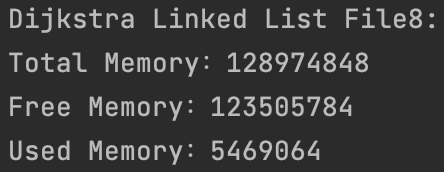 Dijkstra Linked List File8:
Total Memory: 128974848
Free Memory: 123505784
Used Memory: 5469064